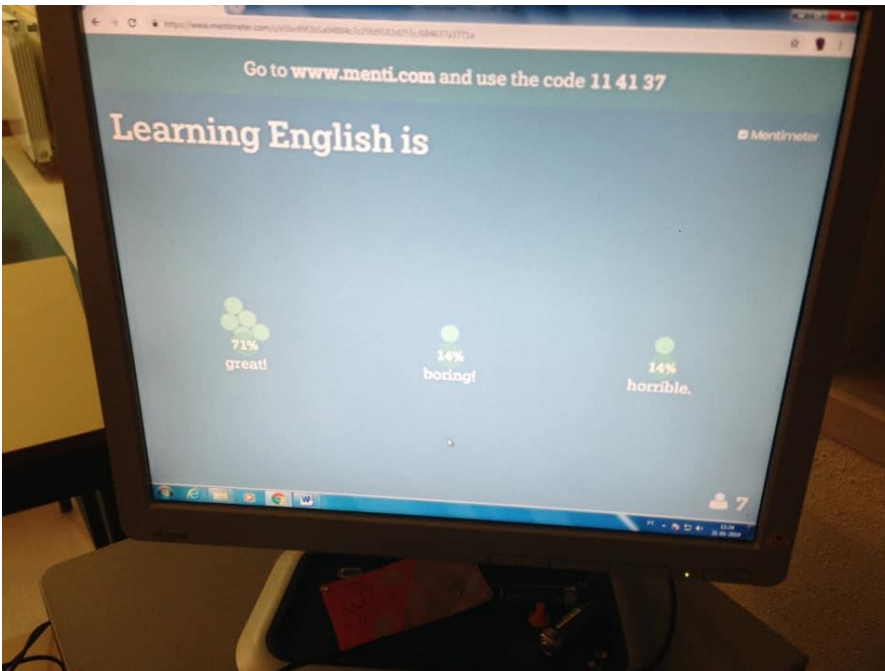 Go to www.menti.com and use the code 11 41 37
Learning English is
Mentimeter
71%
great!
14%
boring!
14%
horrible.
7
PT